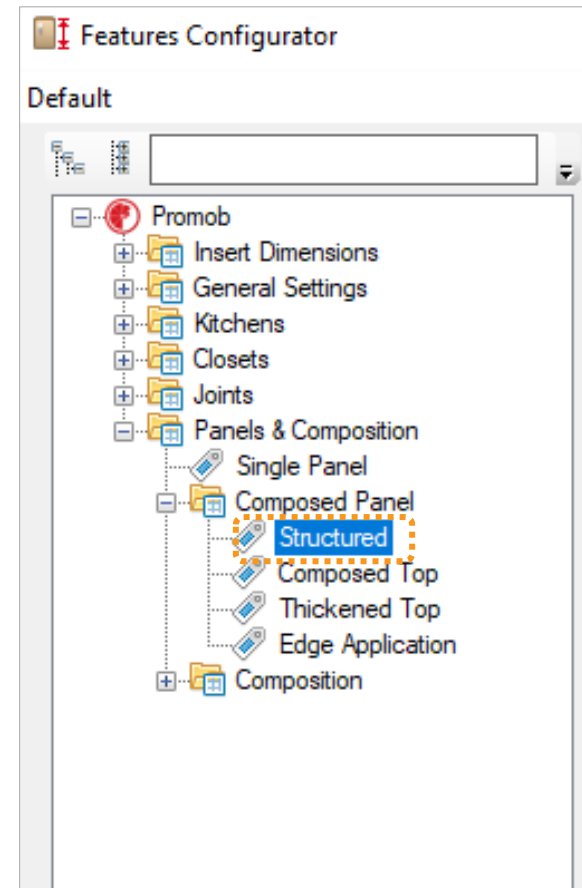 Features Configurator
Default
Promob
Insert Dimensions
General Settings
Kitchens
Closets
Joints
Panels & Composition
Single Panel
Composed Panel
Structured
Composed Top
Thickened Top
Edge Application
Composition